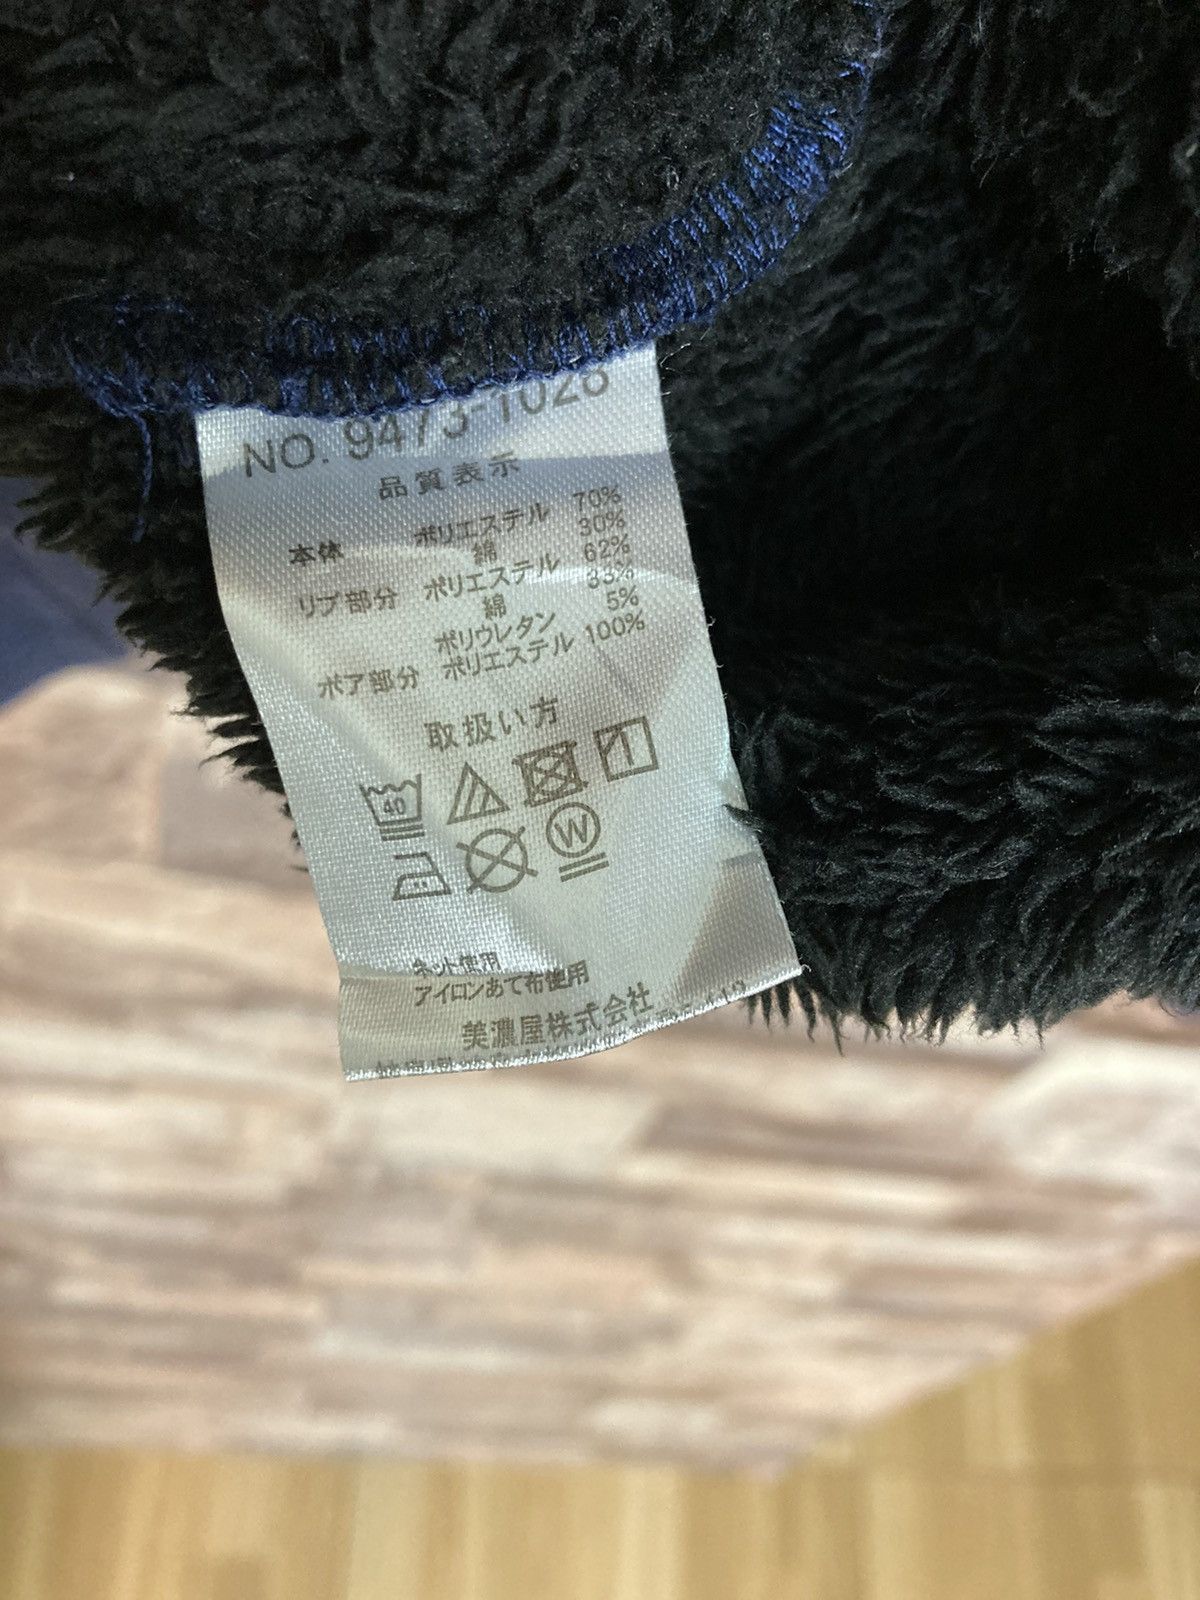 NO. 9473-1028
品質表示
本体 ポリエステル 70%
綿 30%
リブ部分 ポリエステル 62%
綿 33%
ポリウレタン 5%
ボア部分 ポリエステル 100%
取扱い方
40
W
ネット使用
アイロンあて布使用
美濃屋株式会社